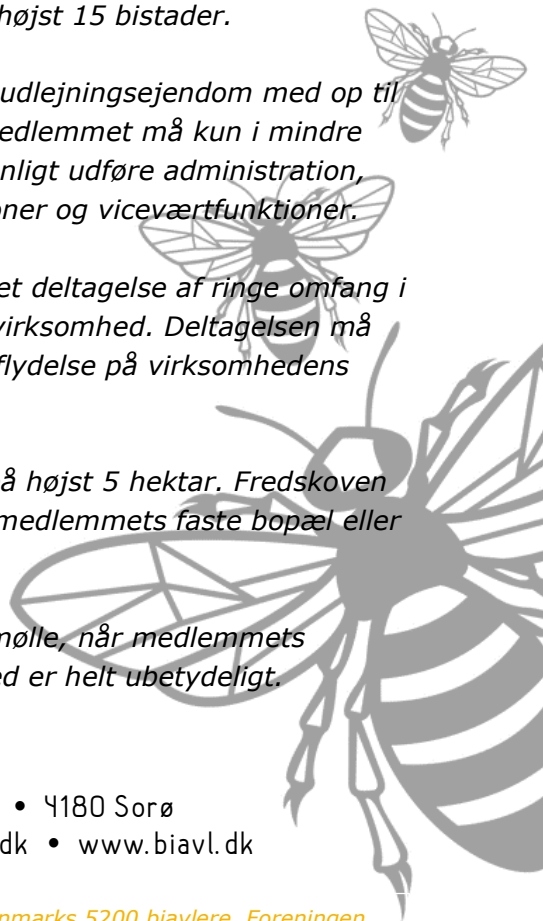 højst 15 bistader.
udlejningsejendom med op til
edlemmet må kun i mindre
nligt udføre administration,
oner og viceværtfunktioner.
et deltagelse af ringe omfang i
virksomhed. Deltagelsen må
flydelse på virksomhedens
å højst 5 hektar. Fredskoven
medlemmets faste bopæl eller
mølle, når medlemmets
ed er helt ubetydeligt.
• 4180 Sorø
dk • www.biavl.dk
nmarks 5200 biavlere. Foreningen